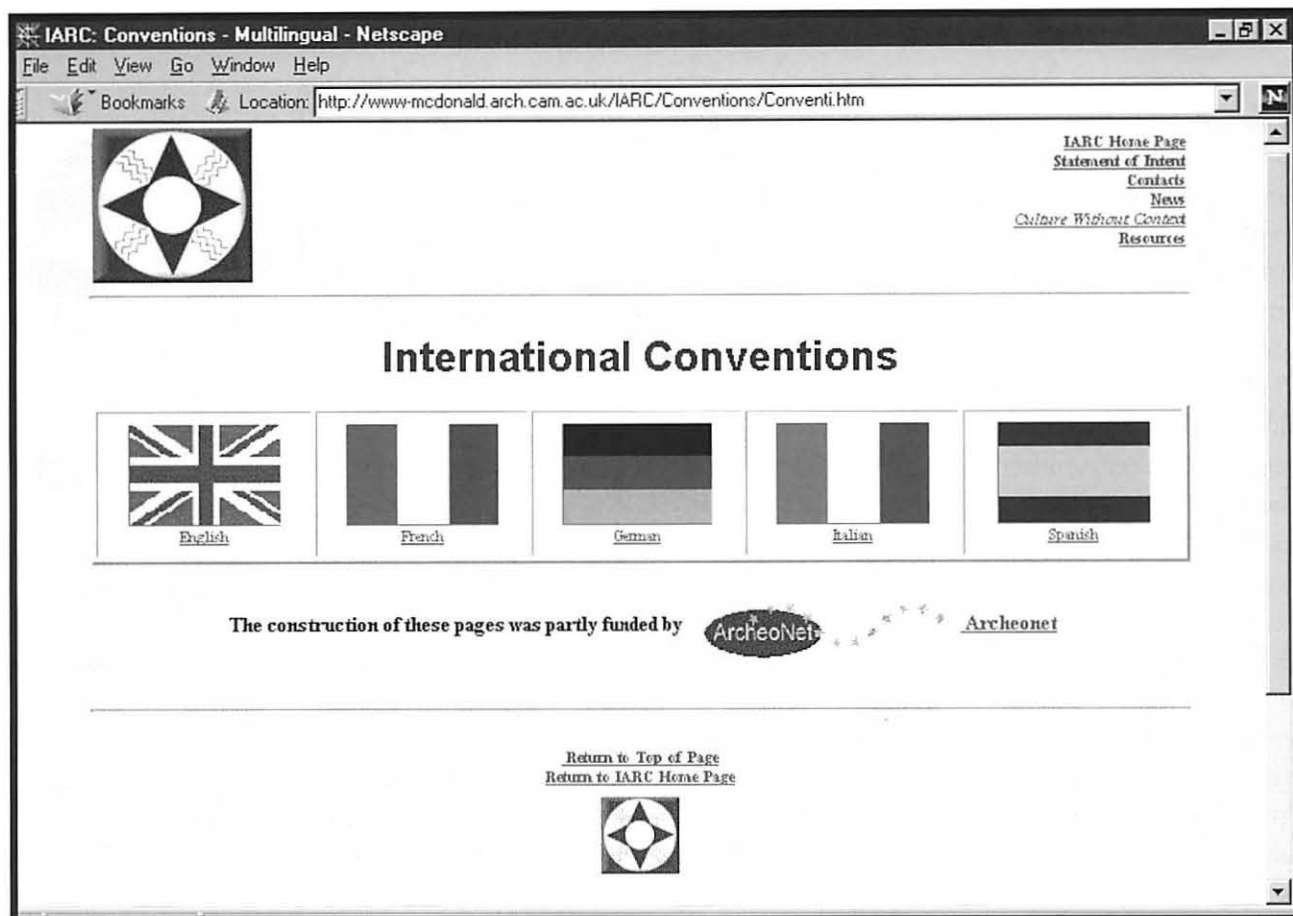 IARC: Conventions - Multilingual - Netscape
File Edit View Go Window Help
Bookmarks Location: http://www-mcdonald.arch.cam.ac.uk/IARC/Conventions/Conventi.htm
N
IARC Home Page
Statement of Intent
Contacts
News
Culture Without Context
Resources
International Conventions
English French German Italian Spanish
The construction of these pages was partly funded by ArcheoNet Archeonet
Return to Top of Page
Return to IARC Home Page